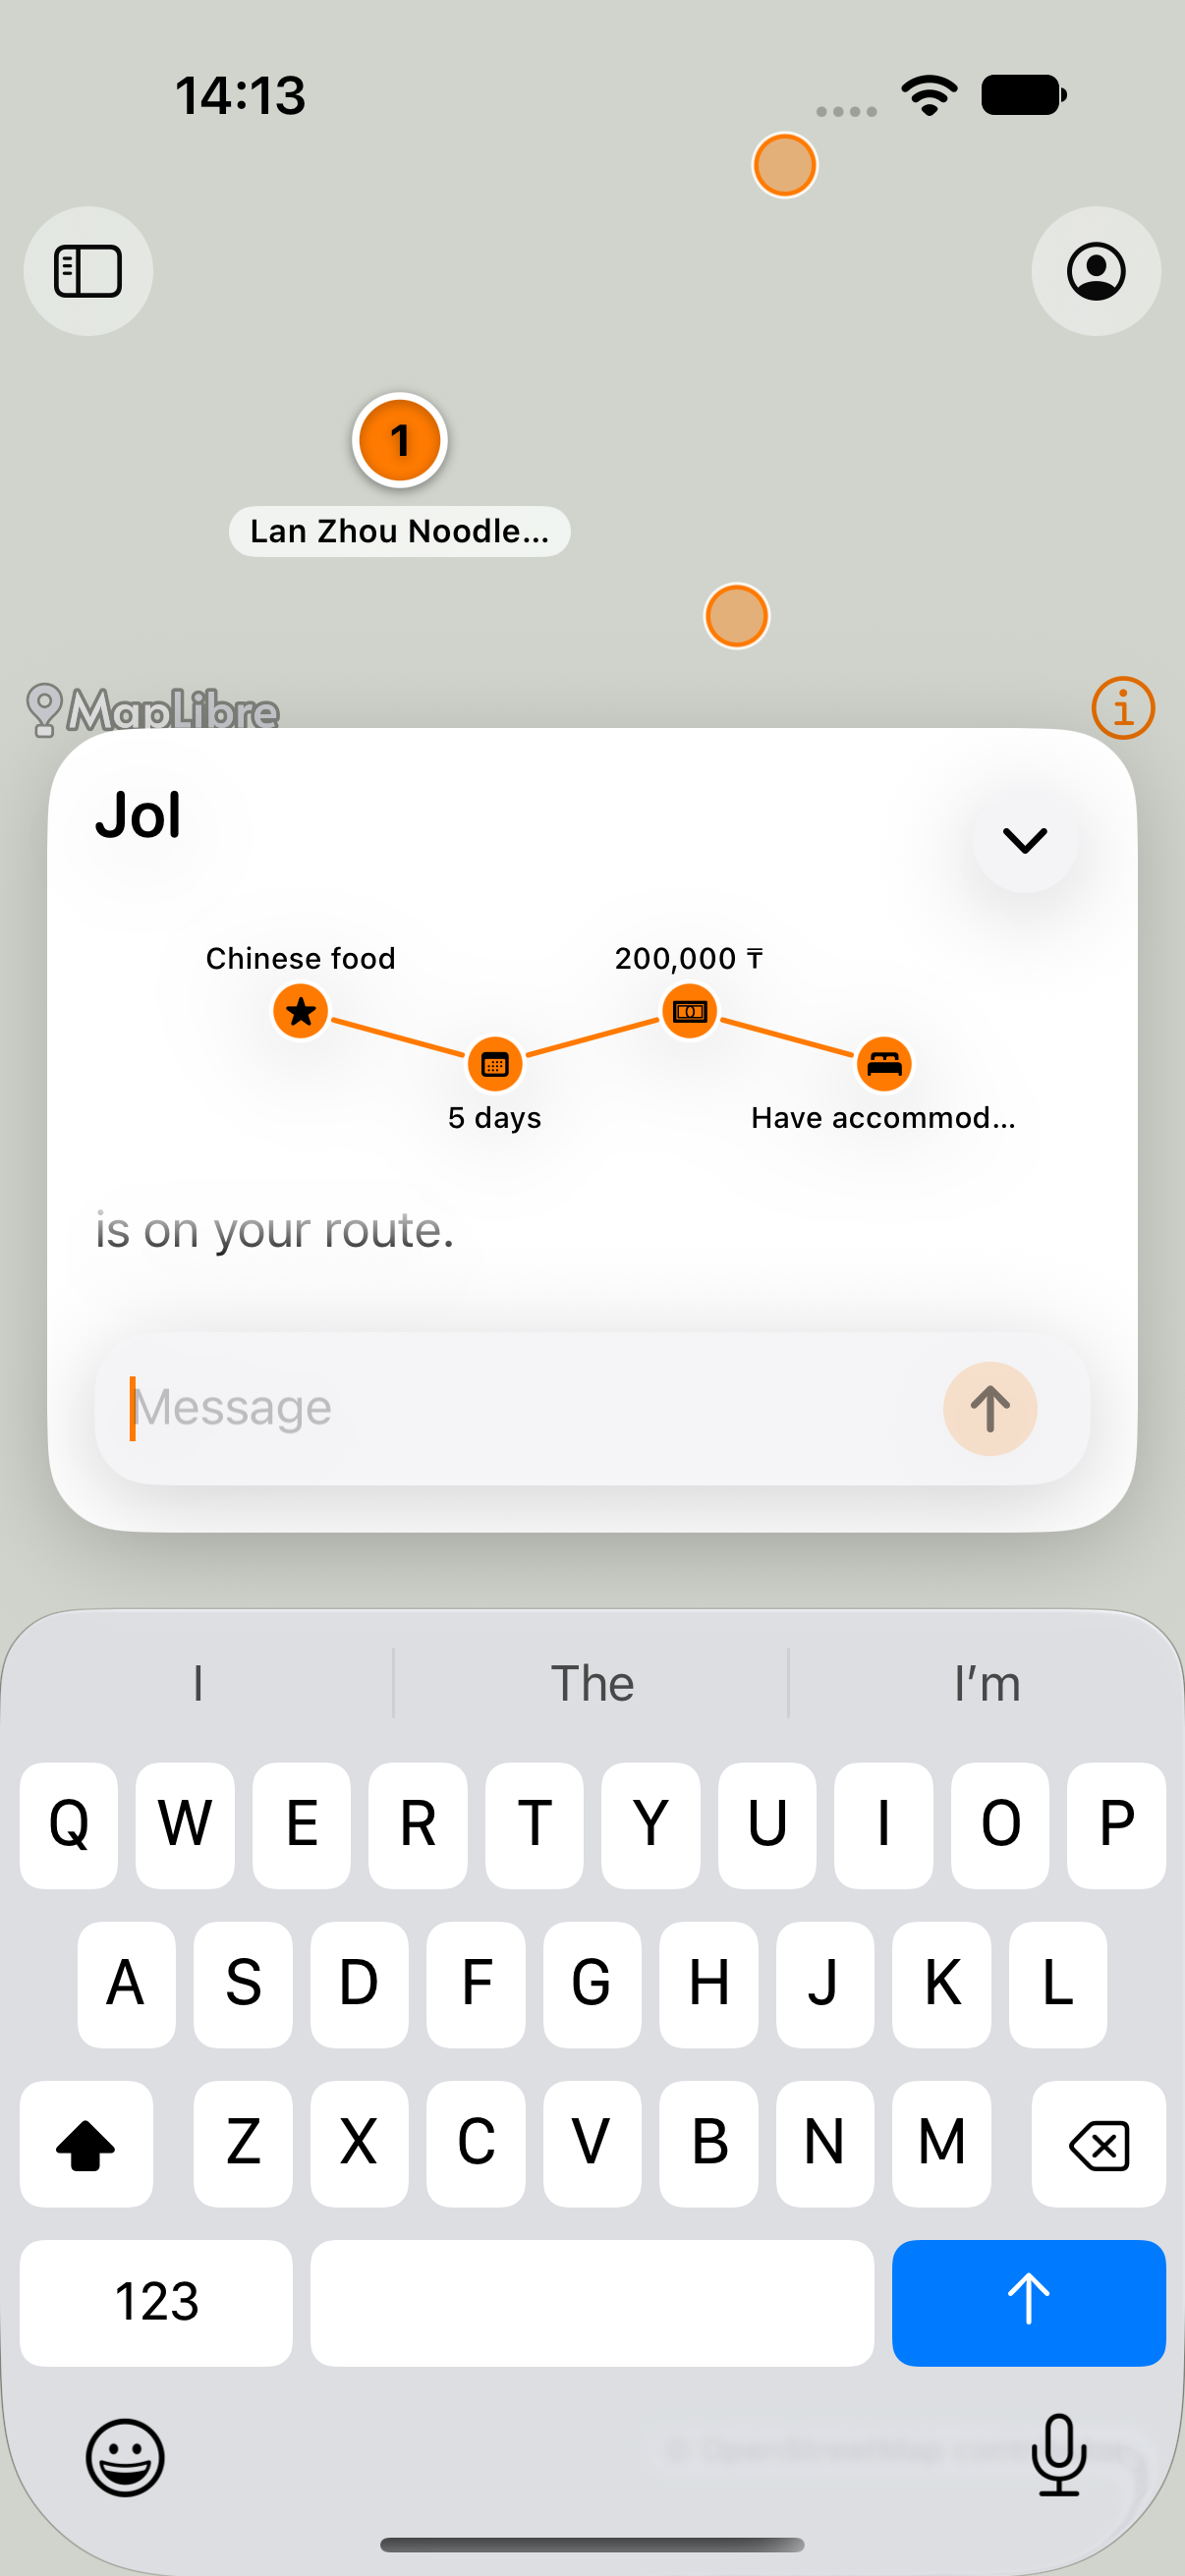 14:13
1
Lan Zhou Noodle...
MapLibre
Jol
Chinese food
200,000 ₸
5 days
Have accommod...
is on your route.
Message
I The I'm
Q W E R T Y U I O P
A S D F G H J K L
Z X C V B N M
123